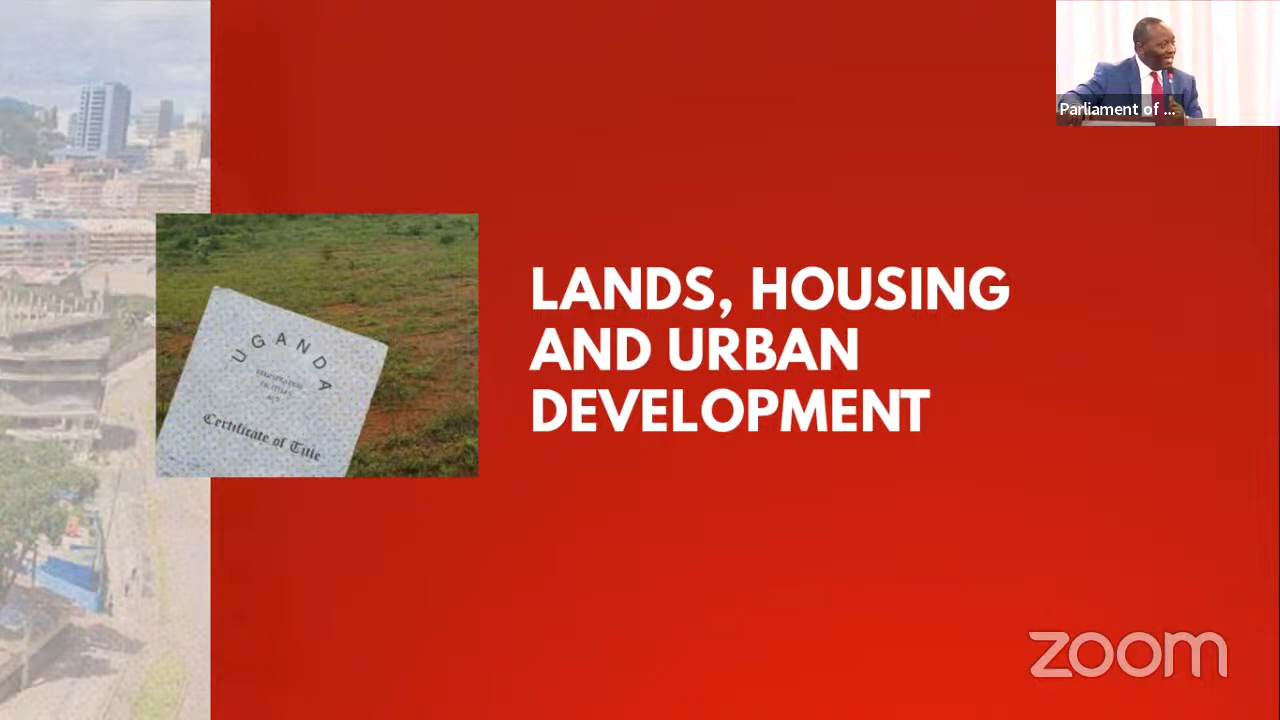 Parliament of ...
LANDS, HOUSING
AND URBAN
DEVELOPMENT
UGANDA
Certificate of Title
zoom